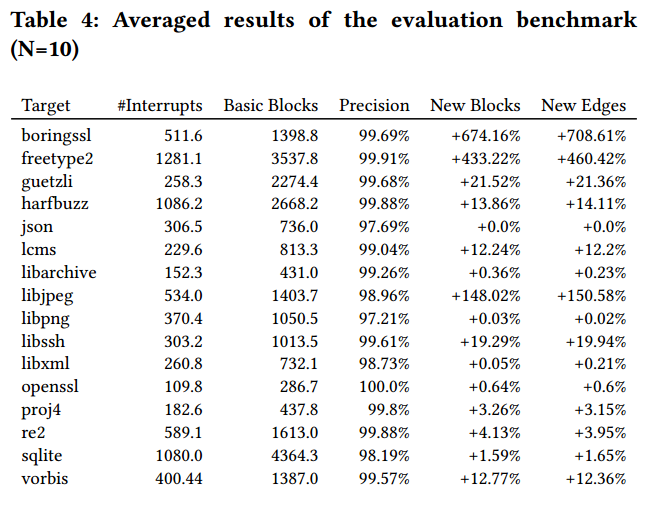 Table 4: Averaged results of the evaluation benchmark
(N=10)
Target #Interrupts Basic Blocks Precision New Blocks New Edges
boringssl 511.6 1398.8 99.69% +674.16% +708.61%
freetype2 1281.1 3537.8 99.91% +433.22% +460.42%
guetzli 258.3 2274.4 99.68% +21.52% +21.36%
harfbuzz 1086.2 2668.2 99.88% +13.86% +14.11%
json 306.5 736.0 97.69% +0.0% +0.0%
lcms 229.6 813.3 99.04% +12.24% +12.2%
libarchive 152.3 431.0 99.26% +0.36% +0.23%
libjpeg 534.0 1403.7 98.96% +148.02% +150.58%
libpng 370.4 1050.5 97.21% +0.03% +0.02%
libssh 303.2 1013.5 99.61% +19.29% +19.94%
libxml 260.8 732.1 98.73% +0.05% +0.21%
openssl 109.8 286.7 100.0% +0.64% +0.6%
proj4 182.6 437.8 99.8% +3.26% +3.15%
re2 589.1 1613.0 99.88% +4.13% +3.95%
sqlite 1080.0 4364.3 98.19% +1.59% +1.65%
vorbis 400.44 1387.0 99.57% +12.77% +12.36%